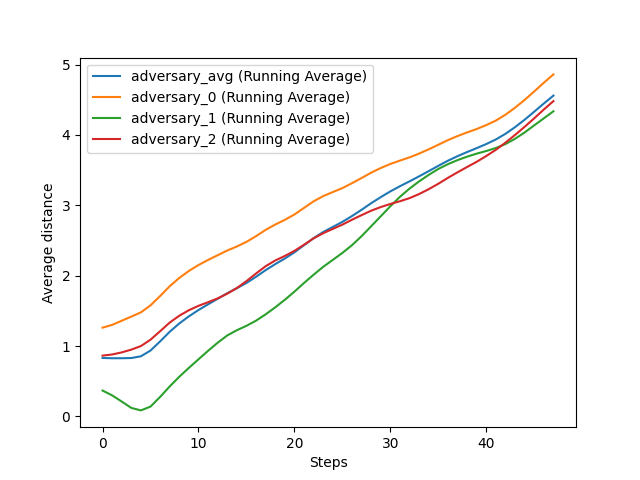 adversary_avg (Running Average)
adversary_0 (Running Average)
adversary_1 (Running Average)
adversary_2 (Running Average)
5
4
3
2
1
0
Average distance
0 10 20 30 40
Steps